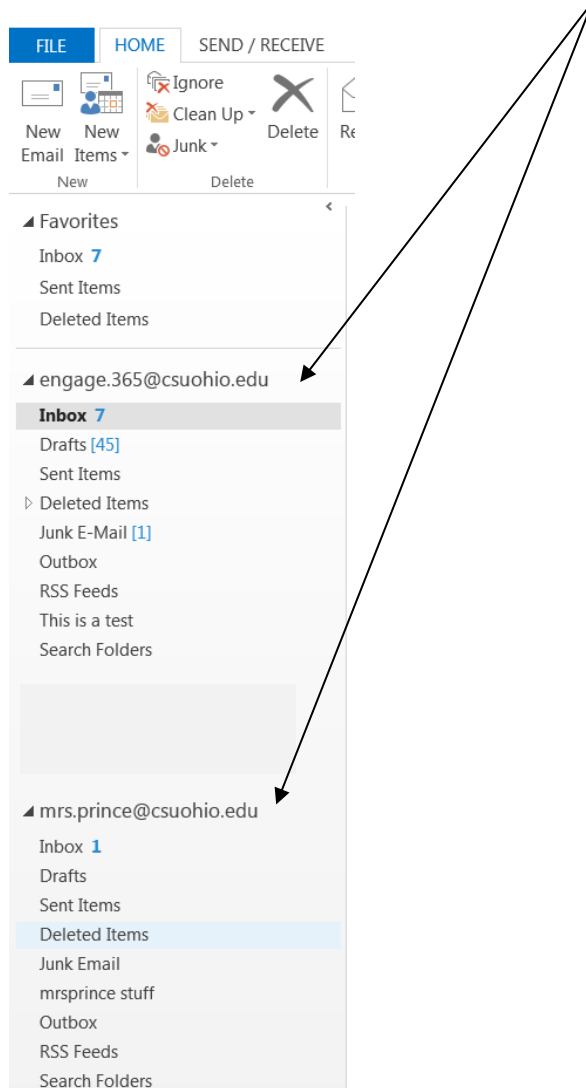 FILE HOME SEND / RECEIVE
Ignore
Clean Up
Junk
New Email
New Items
Delete
Re
New Delete
Favorites
Inbox 7
Sent Items
Deleted Items
engage.365@csuohio.edu
Inbox 7
Drafts [45]
Sent Items
Deleted Items
Junk E-Mail [1]
Outbox
RSS Feeds
This is a test
Search Folders
mrs.prince@csuohio.edu
Inbox 1
Drafts
Sent Items
Deleted Items
Junk Email
mrsprince stuff
Outbox
RSS Feeds
Search Folders